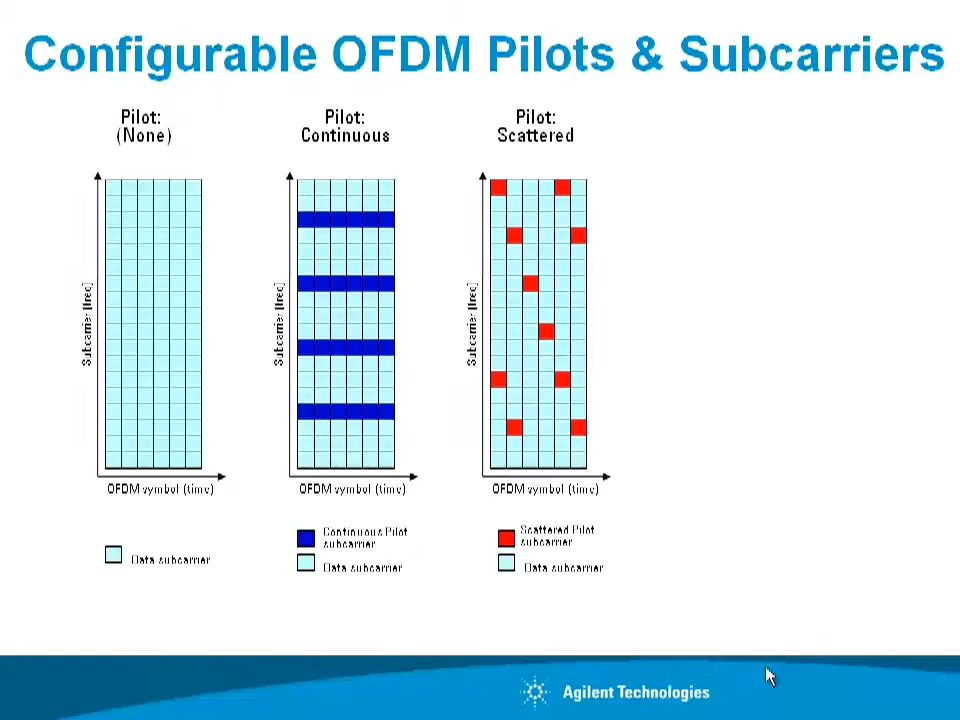 Configurable OFDM Pilots & Subcarriers
Pilot:
(None)
Pilot:
Continuous
Pilot:
Scattered
Subcarrier (freq)
Subcarrier (freq)
Subcarrier (freq)
OFDM symbol (time)
OFDM symbol (time)
OFDM symbol (time)
Data subcarrier
Continuous Pilot
subcarrier
Data subcarrier
Scattered Pilot
subcarrier
Data subcarrier
Agilent Technologies